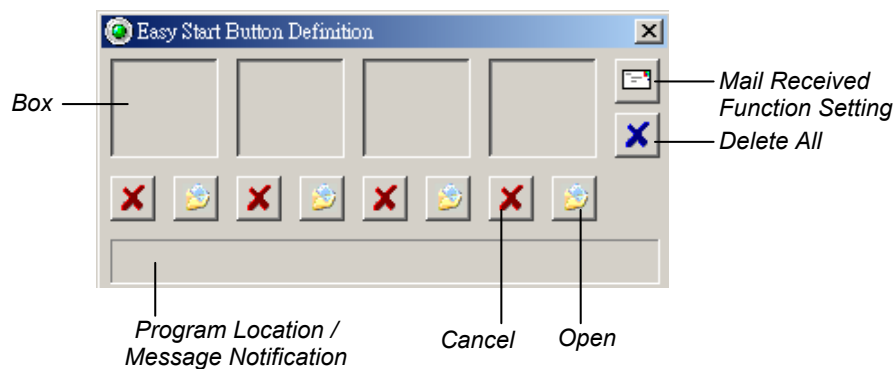 Easy Start Button Definition
Box
Mail Received
Function Setting
Delete All
Program Location /
Message Notification
Cancel
Open